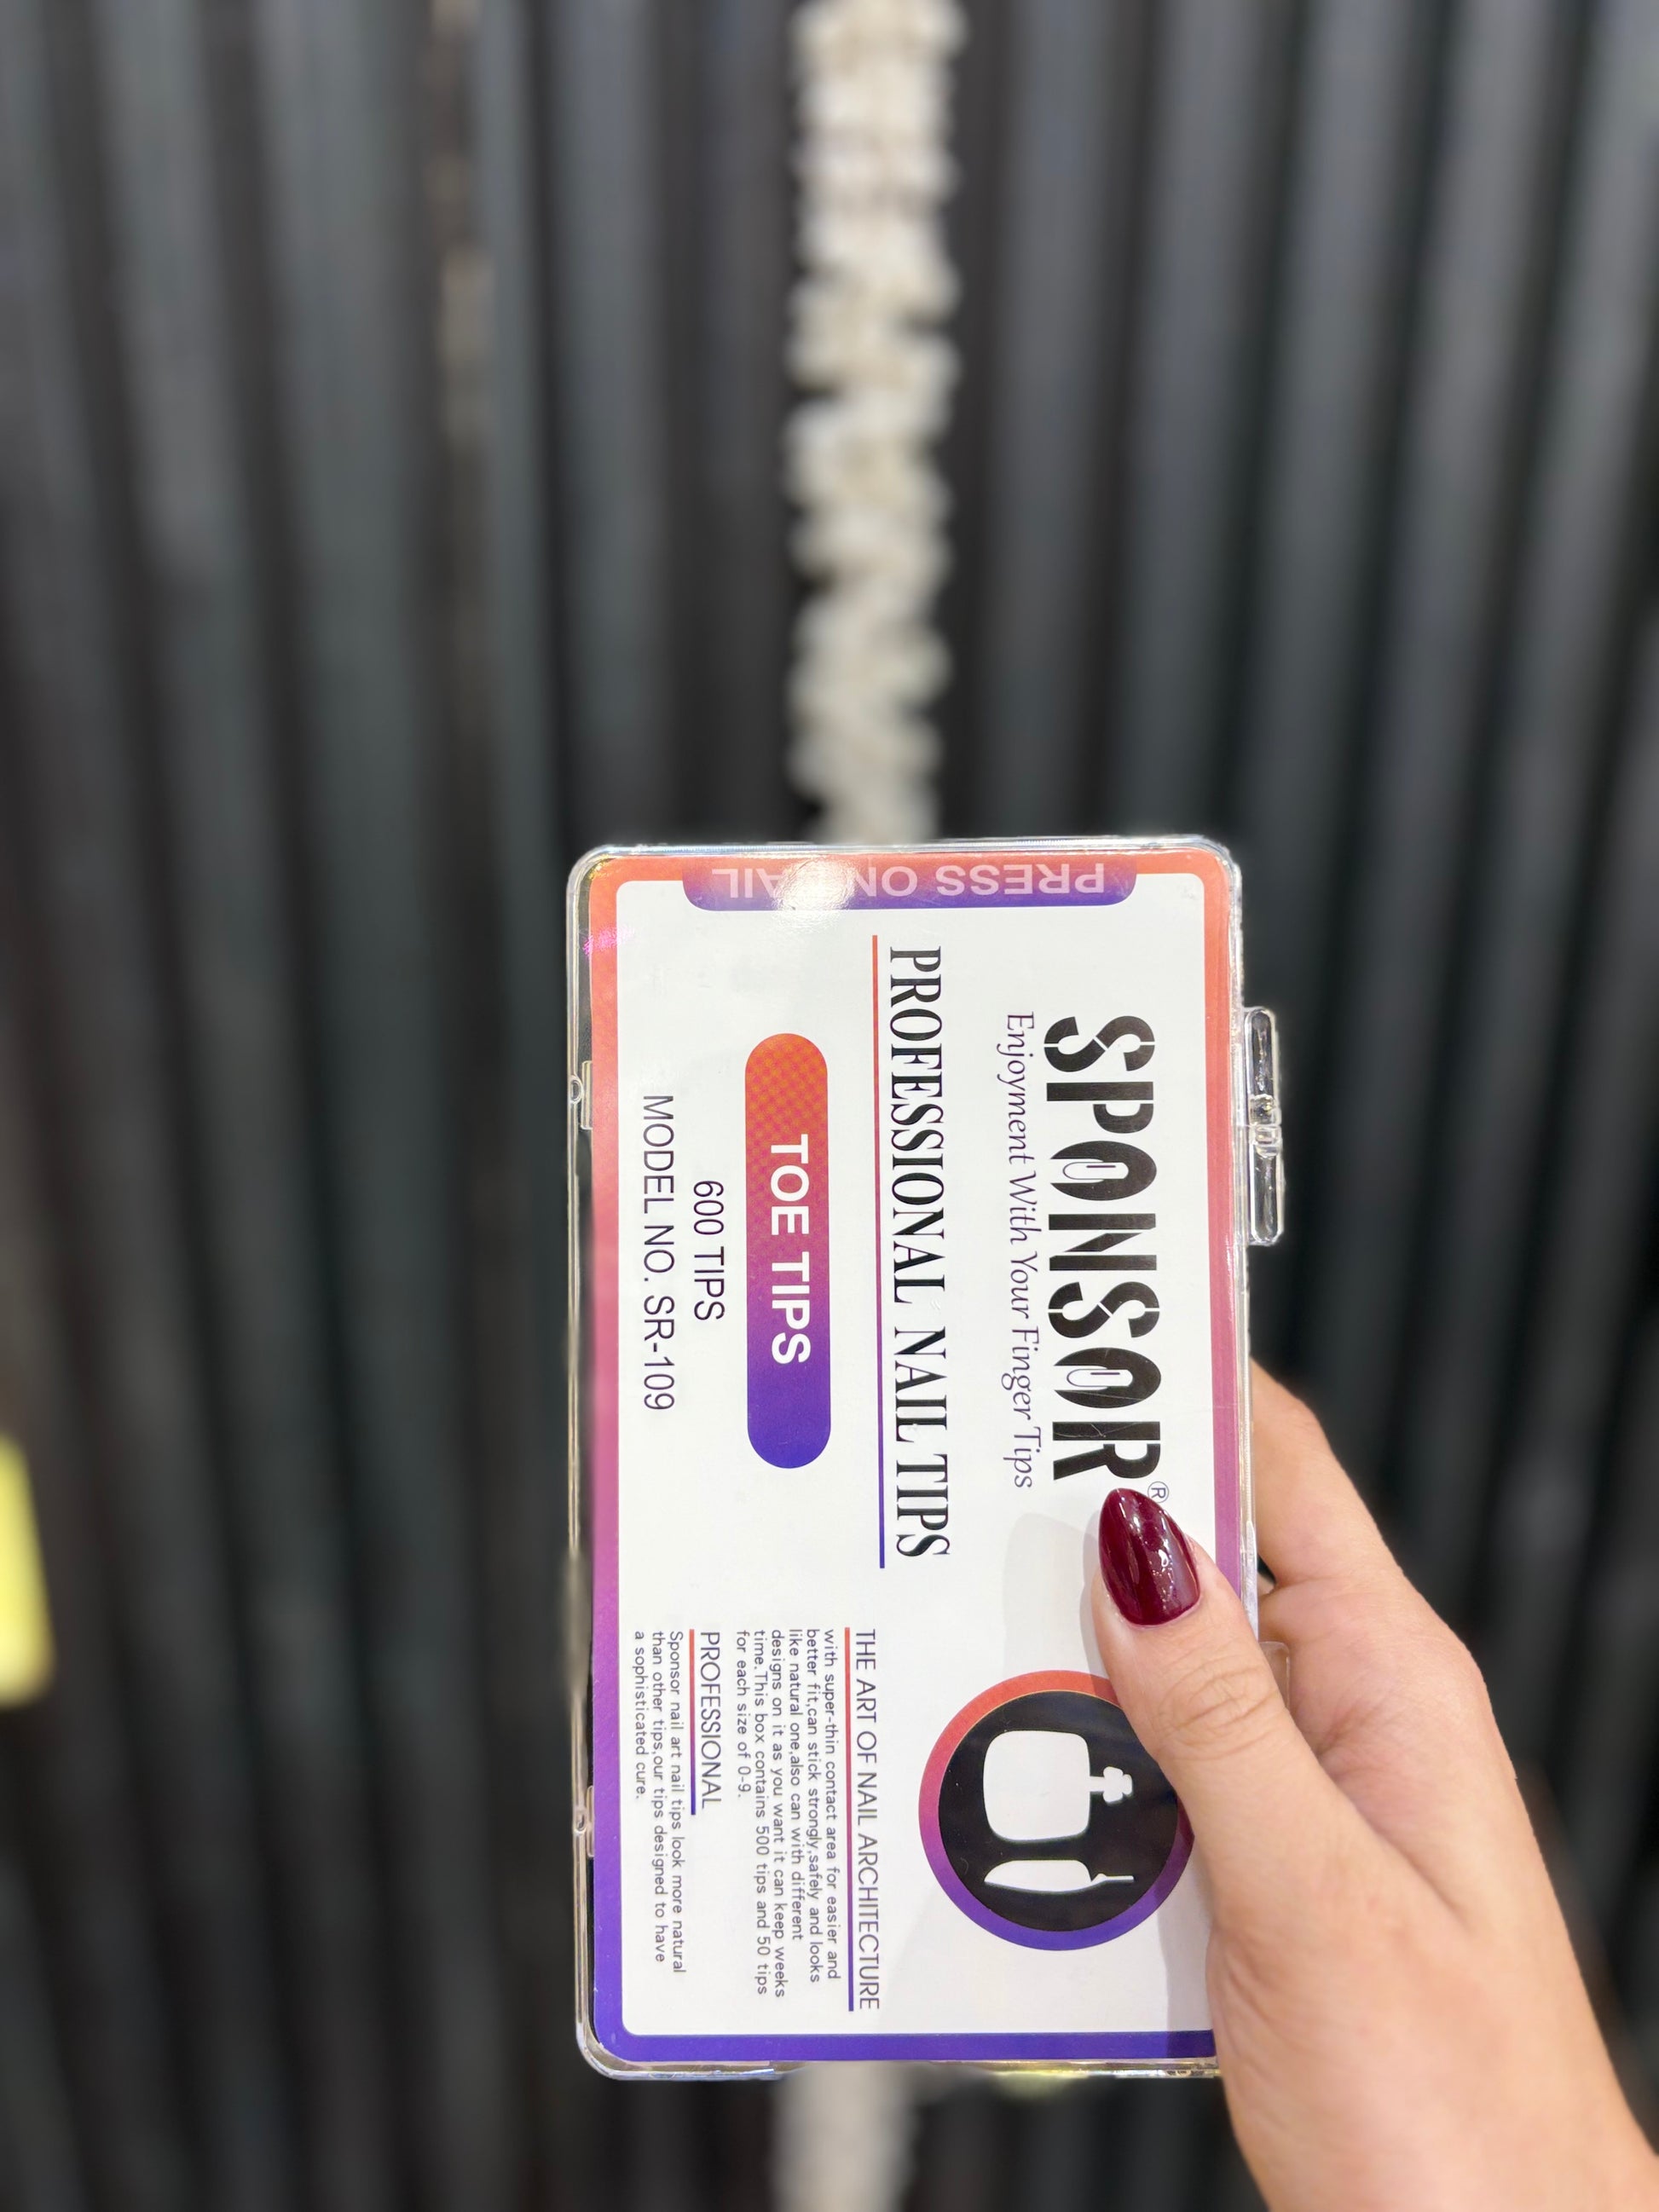 SPONSOR®
Enjoyment With Your Finger Tips
PROFESSIONAL NAIL TIPS
TOE TIPS
600 TIPS
MODEL NO. SR-109
THE ART OF NAIL ARCHITECTURE
with super-thin contact area for easier and
better fit,can stick strongly,safely and looks
like natural one,also can with different
designs on it as you want it can keep weeks
time.This box contains 500 tips and 50 tips
for each size of 0-9.
PROFESSIONAL
Sponsor nail art nail tips look more natural
than other tips,our tips designed to have
a sophisticated cure.
PRESS ON NAIL